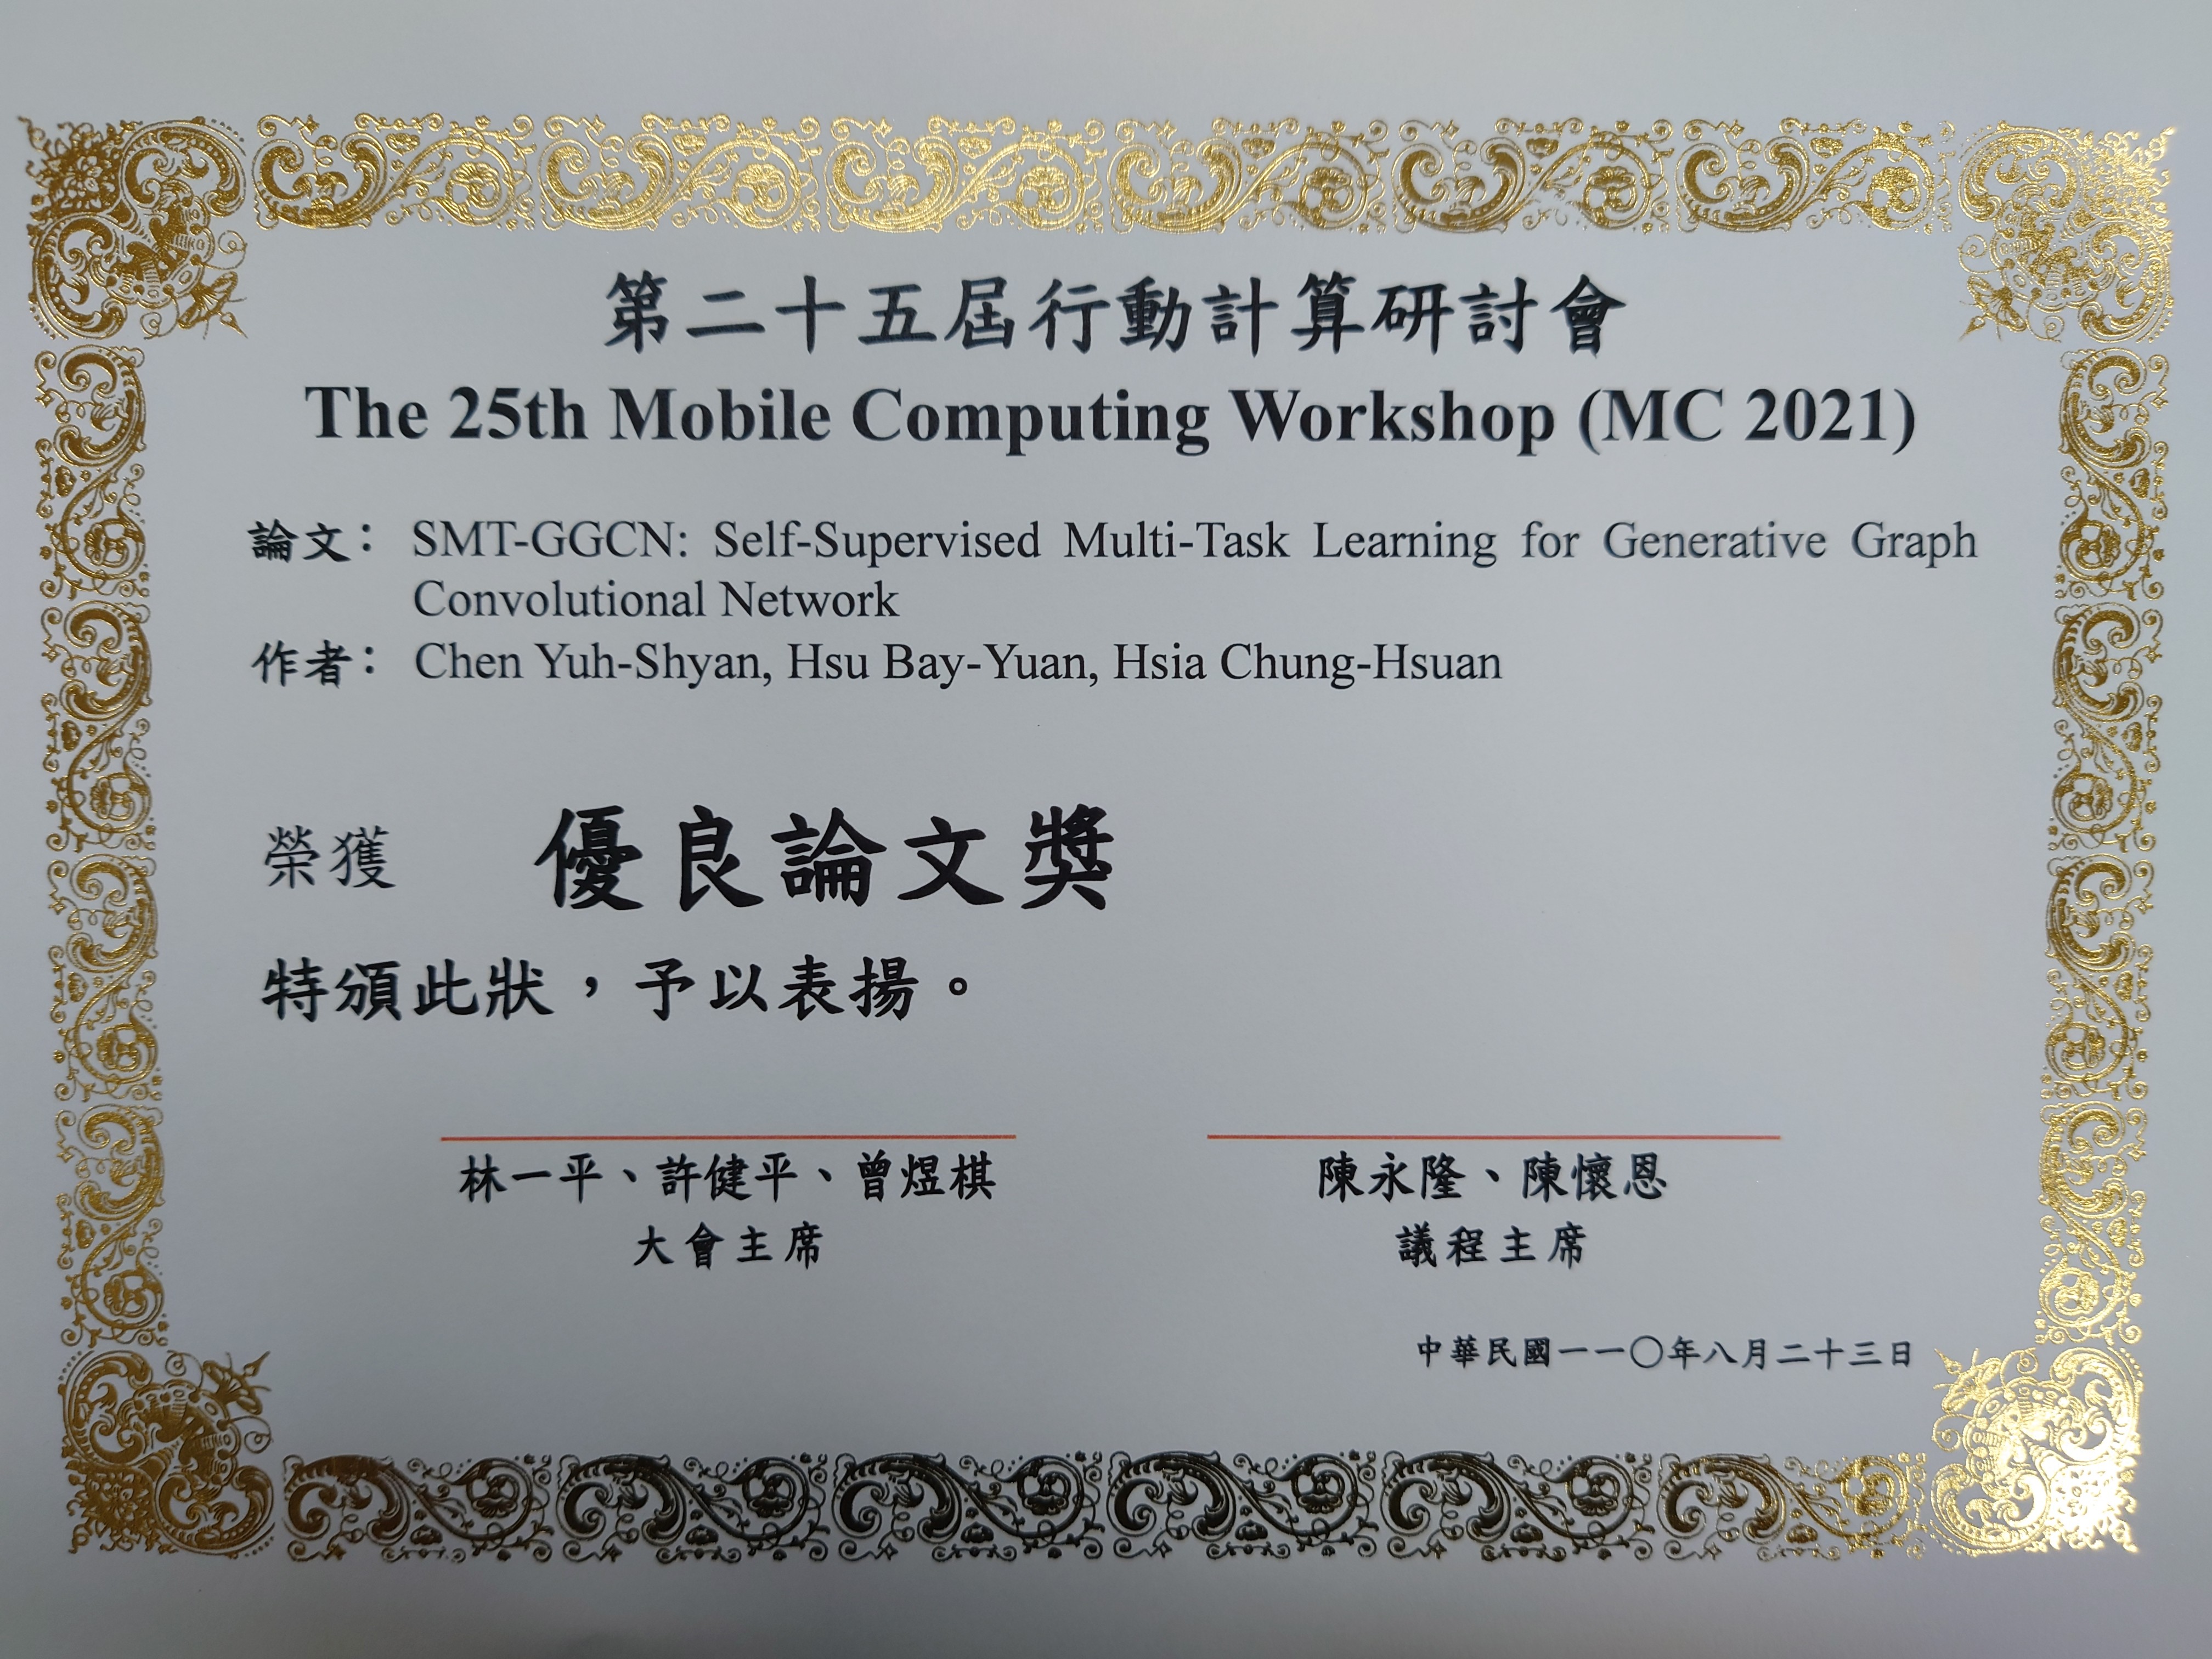 第二十五屆行動計算研討會
The 25th Mobile Computing Workshop (MC 2021)
論文： SMT-GGCN: Self-Supervised Multi-Task Learning for Generative Graph
Convolutional Network
作者： Chen Yuh-Shyan, Hsu Bay-Yuan, Hsia Chung-Hsuan
榮獲 優良論文獎
特頒此狀，予以表揚。
林一平、許健平、曾煜棋 陳永隆、陳懷恩
大會主席 議程主席
中華民國一一〇年八月二十三日